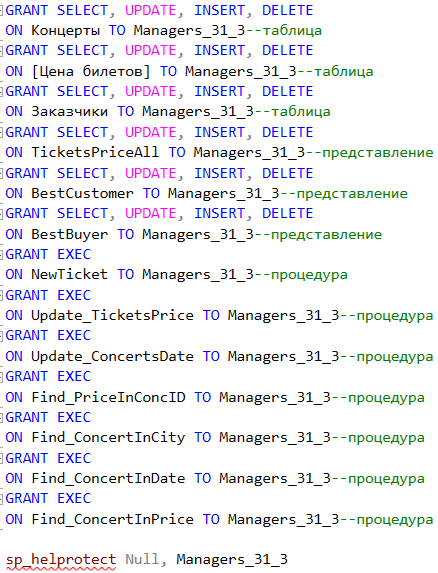 GRANT SELECT, UPDATE, INSERT, DELETE
ON Концерты TO Managers_31_3--таблица
GRANT SELECT, UPDATE, INSERT, DELETE
ON [Цена билетов] TO Managers_31_3--таблица
GRANT SELECT, UPDATE, INSERT, DELETE
ON Заказчики TO Managers_31_3--таблица
GRANT SELECT, UPDATE, INSERT, DELETE
ON TicketsPriceAll TO Managers_31_3--представление
GRANT SELECT, UPDATE, INSERT, DELETE
ON BestCustomer TO Managers_31_3--представление
GRANT SELECT, UPDATE, INSERT, DELETE
ON BestBuyer TO Managers_31_3--представление
GRANT EXEC
ON NewTicket TO Managers_31_3--процедура
GRANT EXEC
ON Update_TicketsPrice TO Managers_31_3--процедура
GRANT EXEC
ON Update_ConcertsDate TO Managers_31_3--процедура
GRANT EXEC
ON Find_PriceInConcID TO Managers_31_3--процедура
GRANT EXEC
ON Find_ConcertInCity TO Managers_31_3--процедура
GRANT EXEC
ON Find_ConcertInDate TO Managers_31_3--процедура
GRANT EXEC
ON Find_ConcertInPrice TO Managers_31_3--процедура
sp_helprotect Null, Managers_31_3